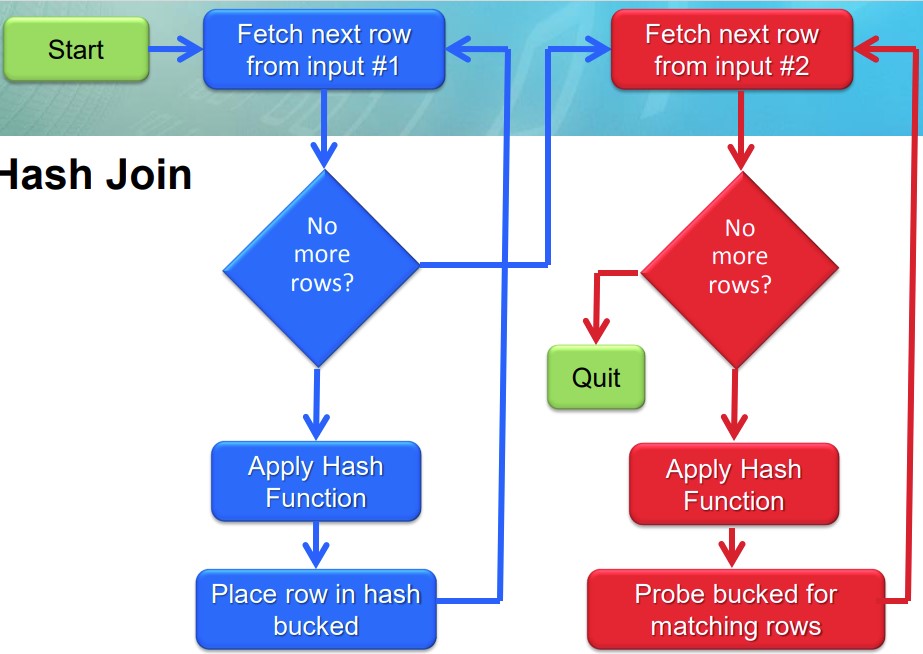 Start
Fetch next row
from input #1
Fetch next row
from input #2
Hash Join
No
more
rows?
No
more
rows?
Quit
Apply Hash
Function
Apply Hash
Function
Place row in hash
bucked
Probe bucked for
matching rows